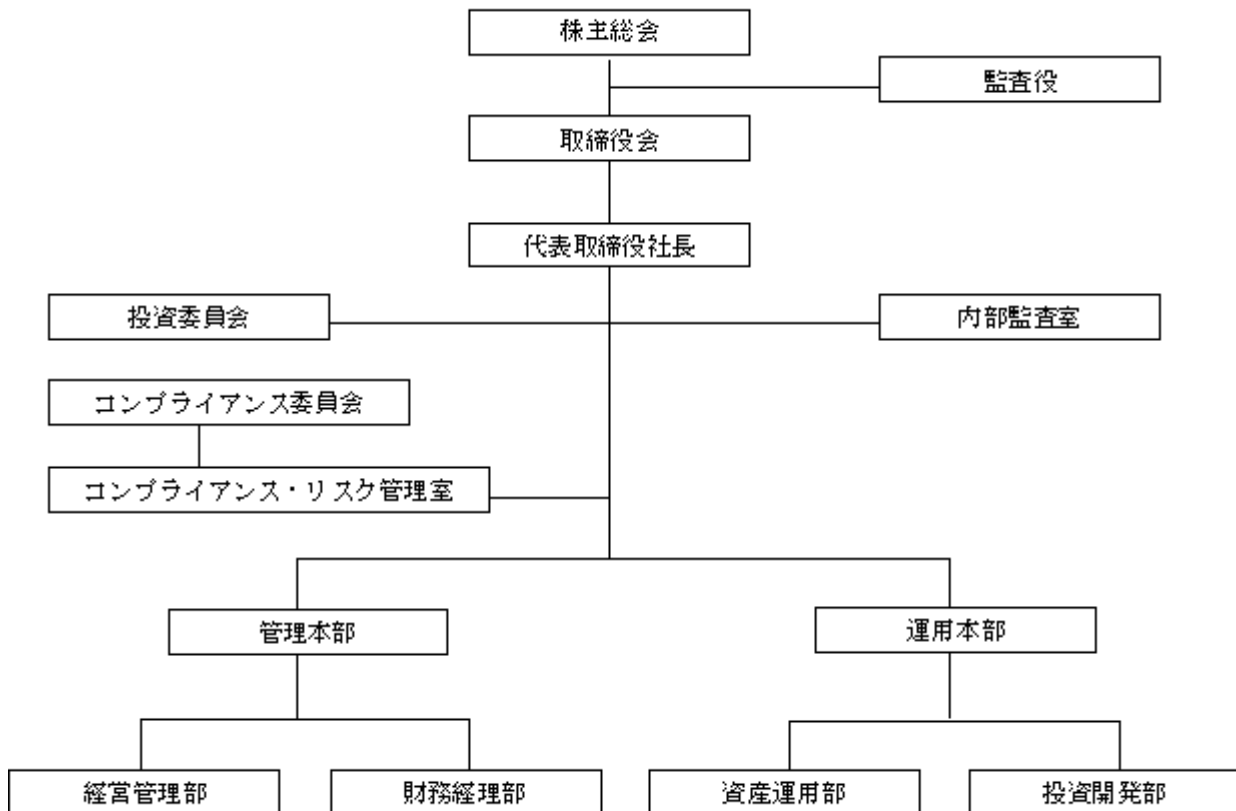 株主総会
監査役
取締役会
代表取締役社長
投資委員会
内部監査室
コンプライアンス委員会
コンプライアンス・リスク管理室
管理本部
運用本部
経営管理部
財務経理部
資産運用部
投資開発部